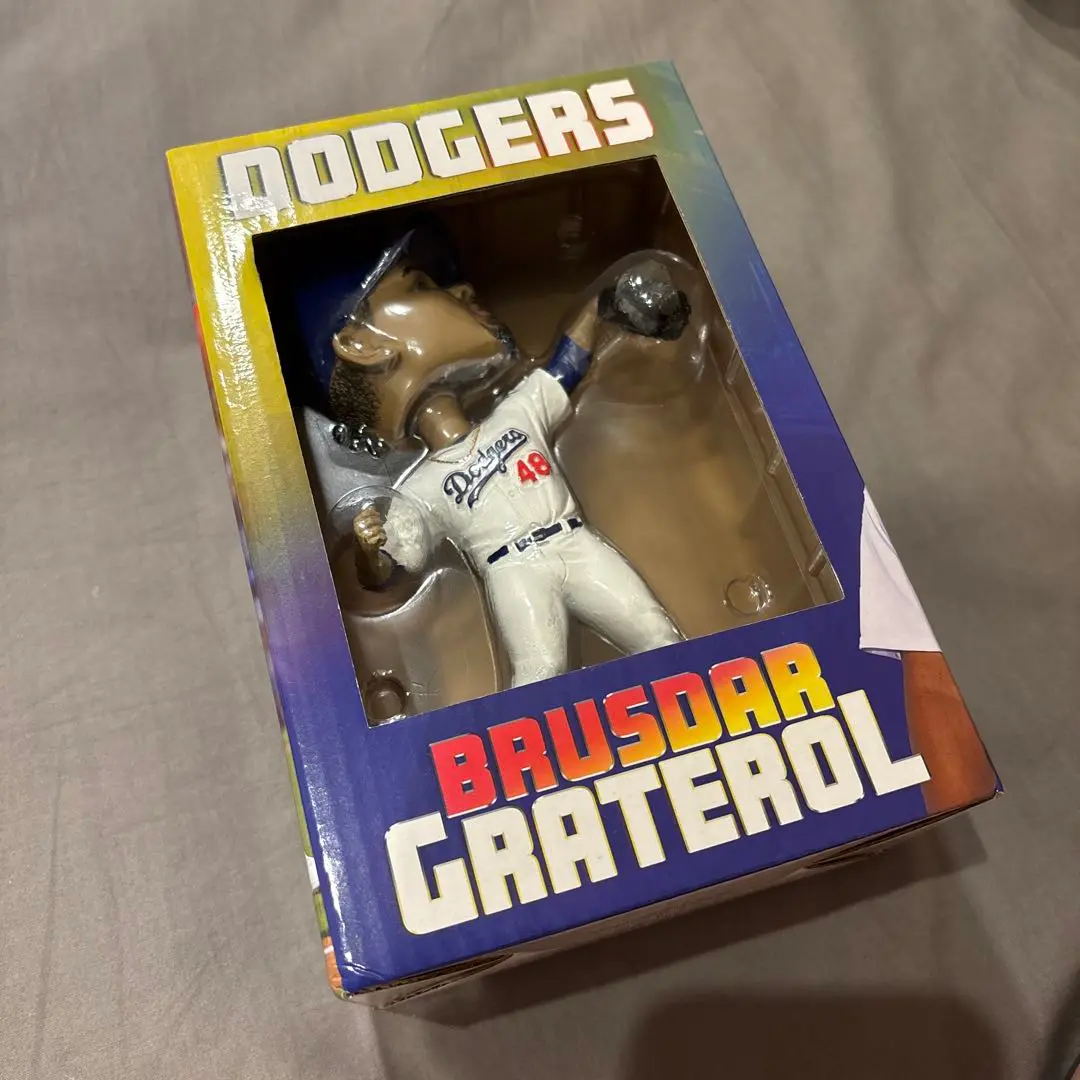 DODGERS
Dodgers
48
BRUSDAR
GRATEROL